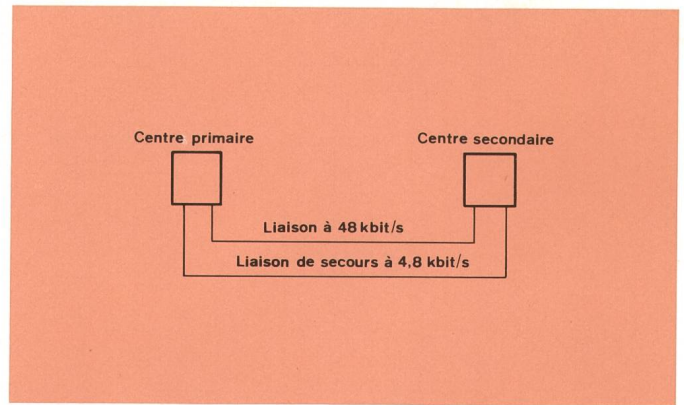 Centre primaire
Centre secondaire
Liaison à 48 kbit/s
Liaison de secours à 4,8 kbit/s